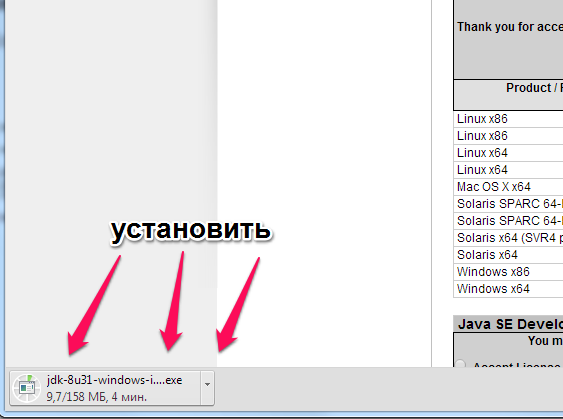 Thank you for acce
Product / F
Linux x86
Linux x86
Linux x64
Linux x64
Mac OS X x64
Solaris SPARC 64-
Solaris SPARC 64-
Solaris x64 (SVR4 p
Solaris x64
Windows x86
Windows x64
установить
Java SE Develo
You m
Accept License
jdk-8u31-windows-i....exe
9,7/158 МБ, 4 мин.